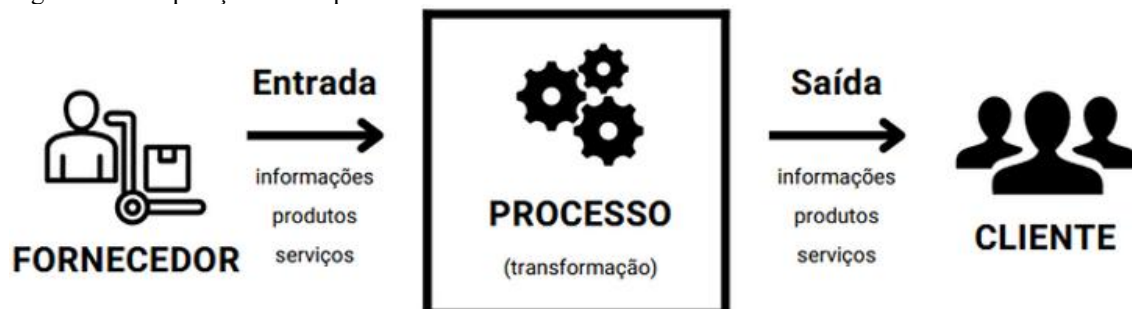 Entrada
informações
produtos
serviços
FORNECEDOR
PROCESSO
(transformação)
Saída
informações
produtos
serviços
CLIENTE